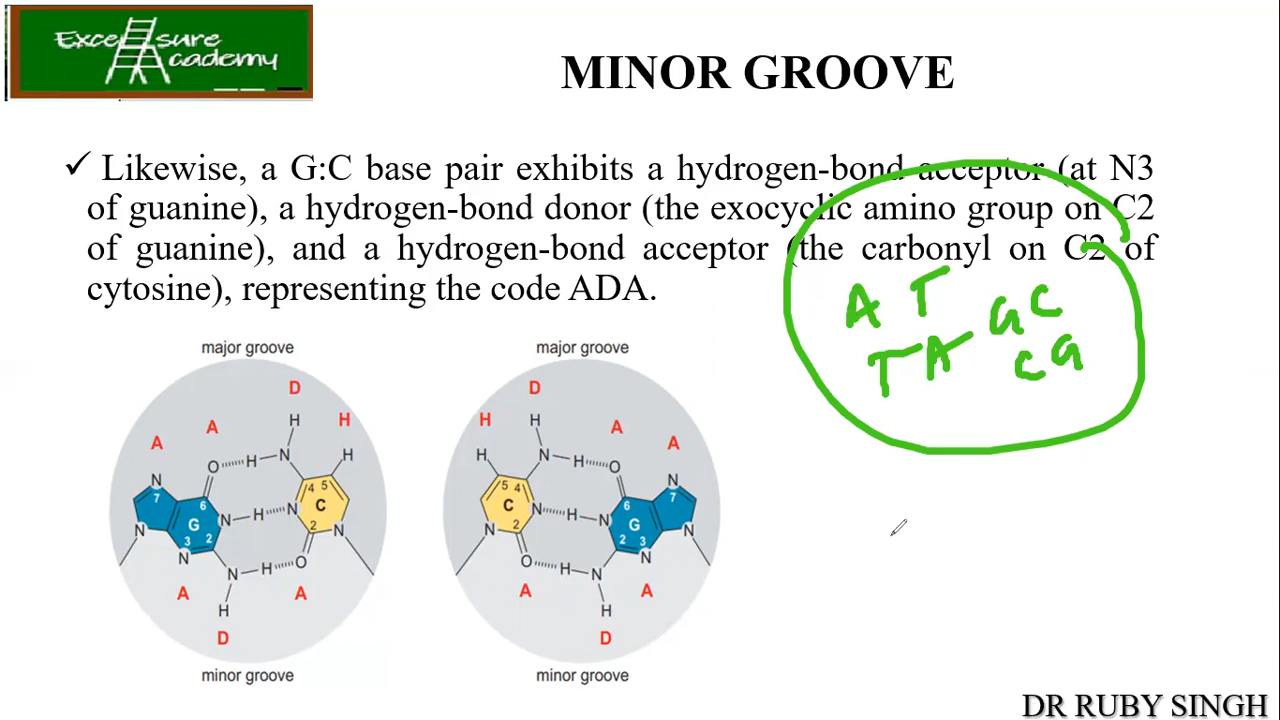 Excel sure
Academy
MINOR GROOVE
✓ Likewise, a G:C base pair exhibits a hydrogen-bond acceptor (at N3
of guanine), a hydrogen-bond donor (the exocyclic amino group on C2
of guanine), and a hydrogen-bond acceptor (the carbonyl on C2 of
cytosine), representing the code ADA.
A T G C
T A C G
major groove
D
A A H
H
O H N H
N 7 6 4 5 C
G N H N
N 3 2 2 N
N H O
A A
H
D
minor groove
major groove
D
H A A
H
H N H O N
5 4 6 7
C N H N G
N 2 2 3 N
O H N N
A A
H
D
minor groove
DR RUBY SINGH